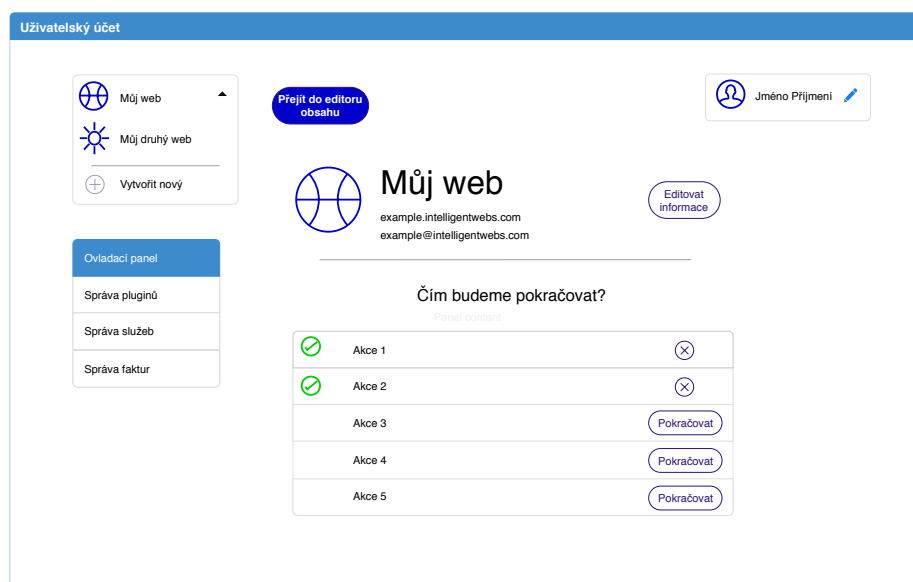 Uživatelský účet
Můj web
Můj druhý web
Vytvořit nový
Přejít do editoru
obsahu
Jméno Příjmení
Můj web
example.intelligentwebs.com
example@intelligentwebs.com
Editovat
informace
Ovladací panel
Správa pluginů
Správa služeb
Správa faktur
Čím budeme pokračovat?
Panel content
Akce 1
Akce 2
Akce 3 Pokračovat
Akce 4 Pokračovat
Akce 5 Pokračovat